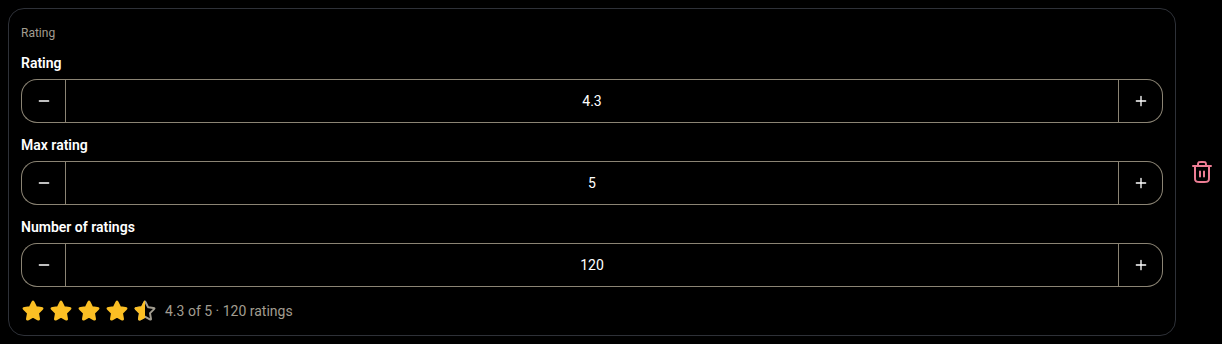 Rating
Rating
4.3
Max rating
5
Number of ratings
120
4.3 of 5 · 120 ratings